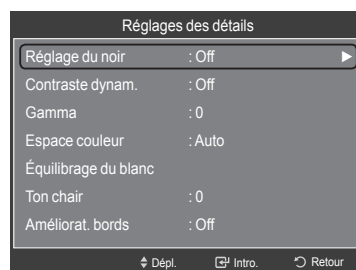 Réglages des détails
Réglage du noir : Off ►
Contraste dynam. : Off
Gamma : 0
Espace couleur : Auto
Équilibrage du blanc
Ton chair : 0
Améliorat. bords : Off
Dépl. Intro. Retour